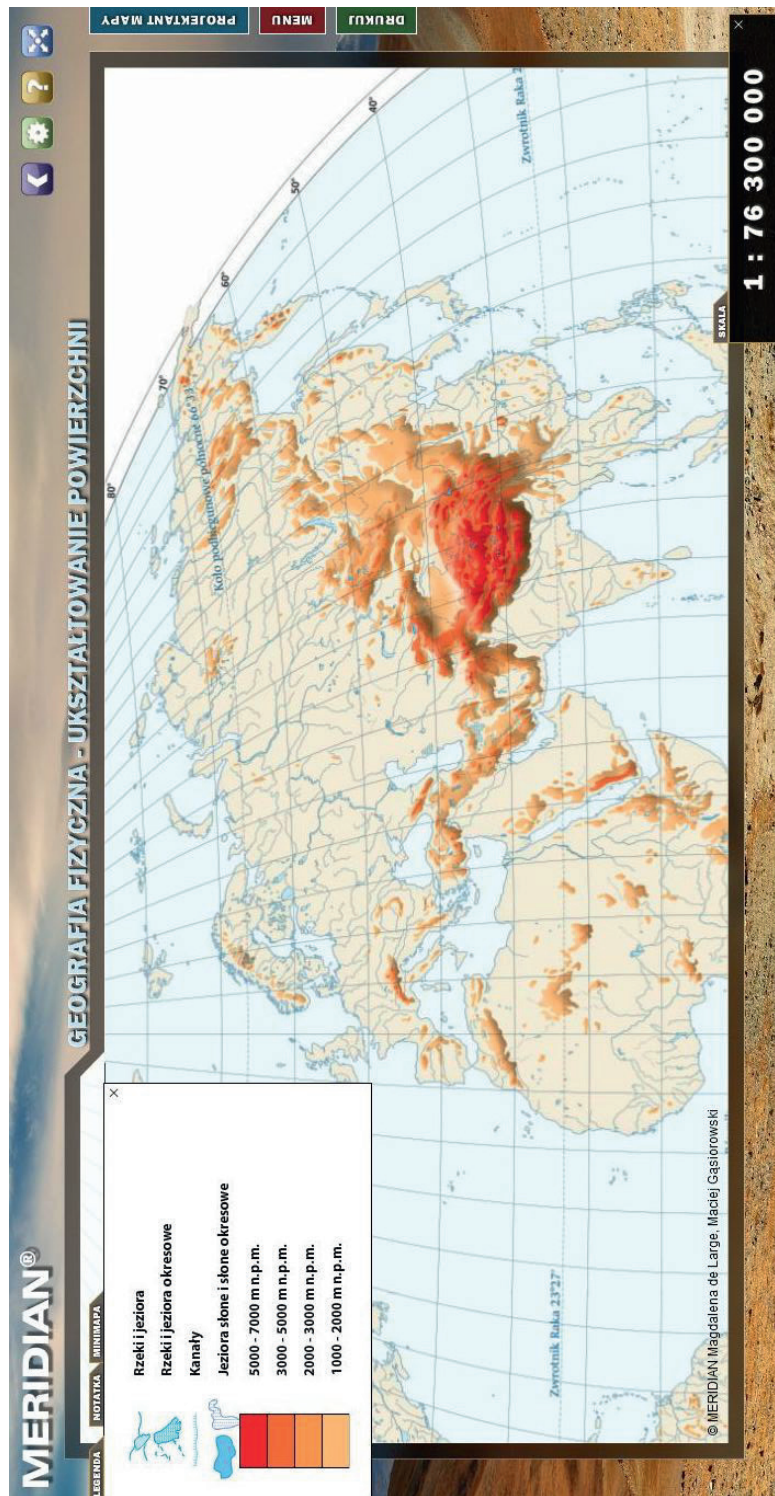 MERIDIAN®
GEOGRAFIA FIZYCZNA - UKSZTAŁTOWANIE POWIERZCHNI
?
LEGENDA
NOTATKA
MINIMAPA
PROJEKTANT MAPY
MENU
DRUKUJ
×
Rzeki i jeziora
Rzeki i jeziora okresowe
Kanały
Jeziora słone i słone okresowe
5000 - 7000 m n.p.m.
3000 - 5000 m n.p.m.
2000 - 3000 m n.p.m.
1000 - 2000 m n.p.m.
80°
70°
60°
50°
40°
Koło podbiegunowe północne 66°33'
Zwrotnik Raka 23°27'
Zwrotnik Raka 2
© MERIDIAN Magdalena de Large, Maciej Gąsiorowski
SKALA
×
1 : 76 300 000